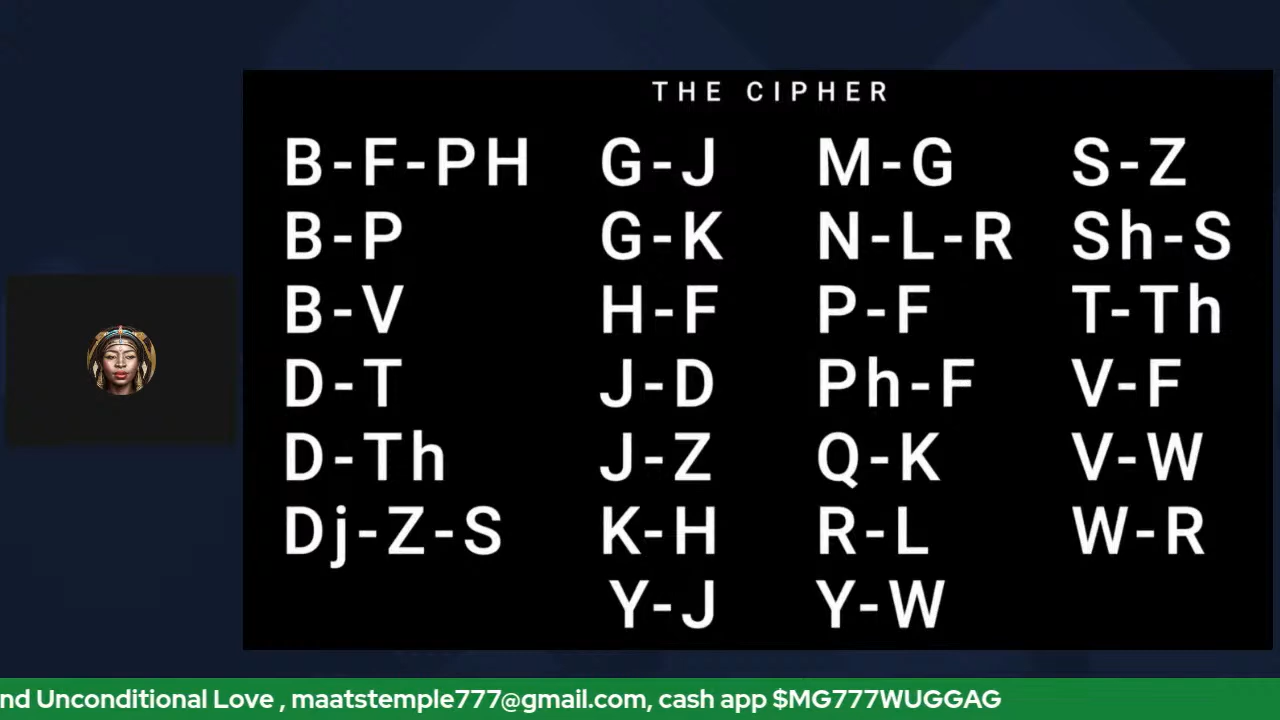 THE CIPHER
B-F-PH
B-P
B-V
D-T
D-Th
Dj-Z-S
G-J
G-K
H-F
J-D
J-Z
K-H
Y-J
M-G
N-L-R
P-F
Ph-F
Q-K
R-L
Y-W
S-Z
Sh-S
T-Th
V-F
V-W
W-R
nd Unconditional Love , maatstemple777@gmail.com, cash app $MG777WUGGAG